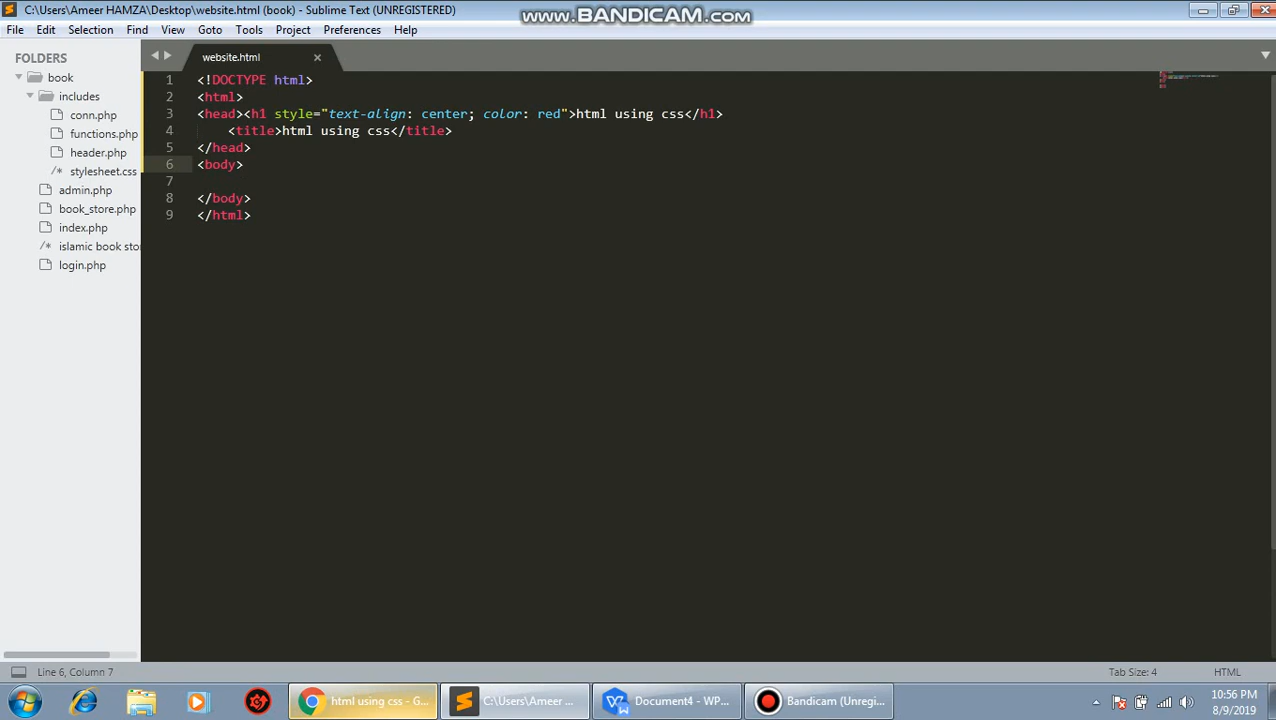 C:\Users\Ameer HAMZA\Desktop\website.html (book) - Sublime Text (UNREGISTERED)
www.BANDICAM.com
File Edit Selection Find View Goto Tools Project Preferences Help
FOLDERS
book
includes
conn.php
functions.php
header.php
/* stylesheet.css
admin.php
book_store.php
index.php
/* islamic book sto
login.php
website.html
1 <!DOCTYPE html>
2 <html>
3 <head><h1 style="text-align: center; color: red">html using css</h1>
4 <title>html using css</title>
5 </head>
6 <body>
7
8 </body>
9 </html>
Line 6, Column 7
Tab Size: 4
HTML
html using css - G...
C:\Users\Ameer ...
Document4 - WP...
Bandicam (Unregi...
10:56 PM
8/9/2019